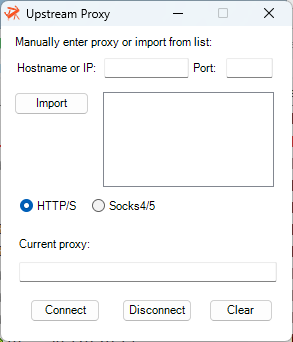 Upstream Proxy
Manually enter proxy or import from list:
Hostname or IP: Port:
Import
HTTP/S Socks4/5
Current proxy:
Connect Disconnect Clear